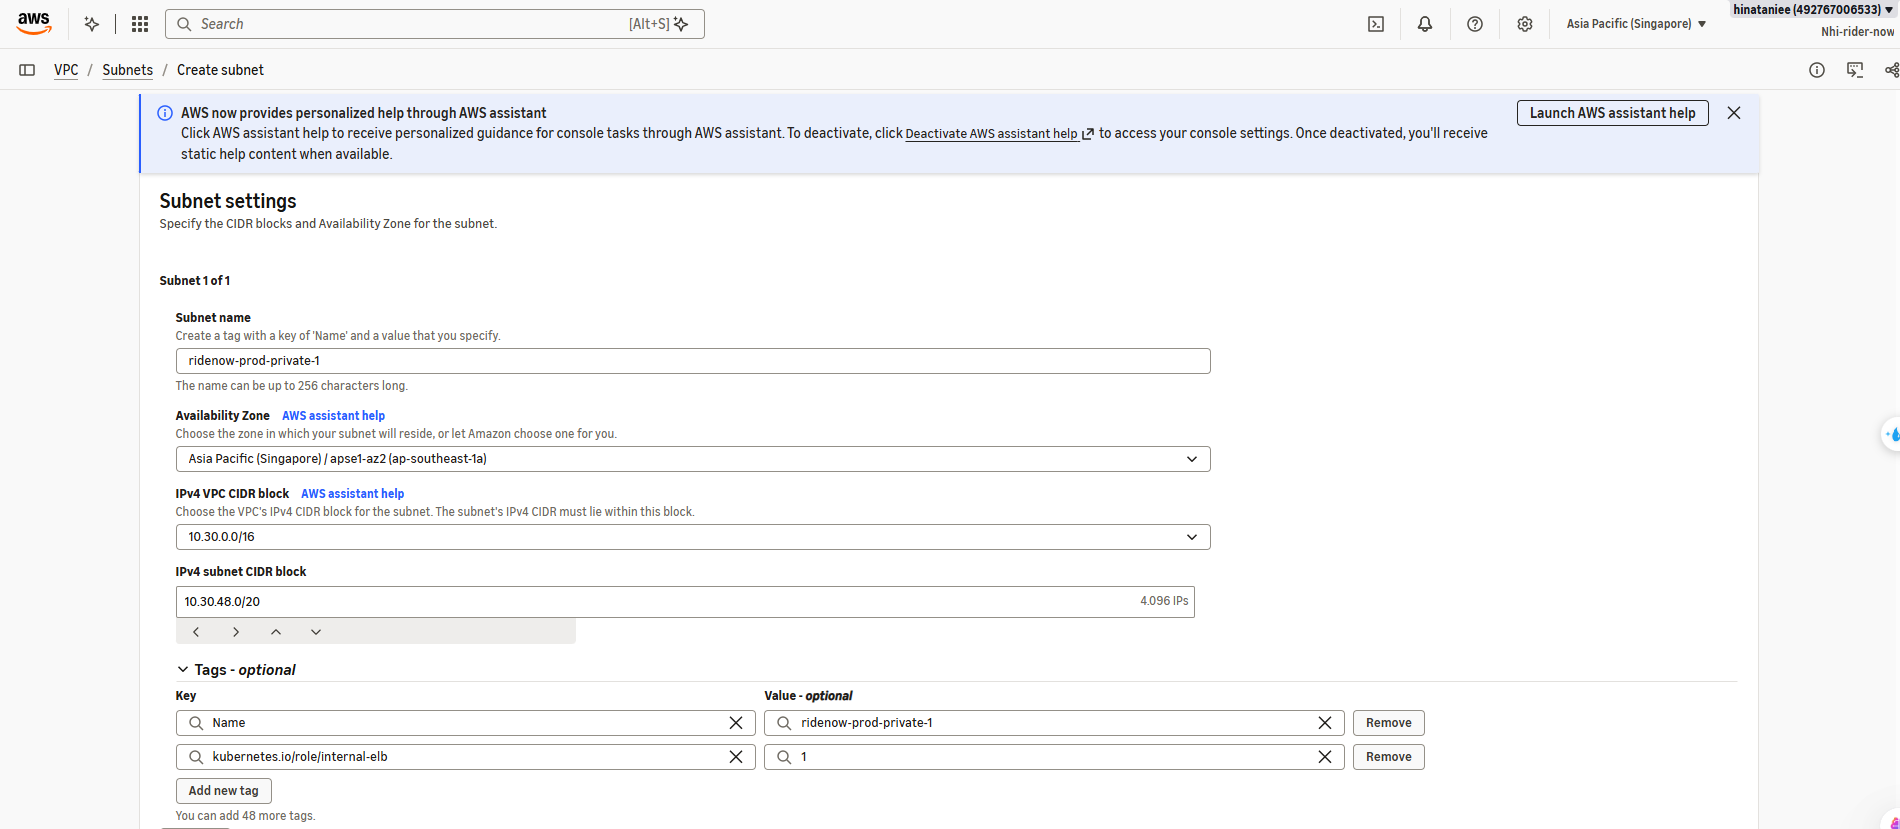 aws
Search [Alt+S]
Asia Pacific (Singapore)
hinataniee (492767006533)
Nhi-rider-now
VPC / Subnets / Create subnet
AWS now provides personalized help through AWS assistant
Click AWS assistant help to receive personalized guidance for console tasks through AWS assistant. To deactivate, click Deactivate AWS assistant help to access your console settings. Once deactivated, you'll receive
static help content when available.
Launch AWS assistant help
Subnet settings
Specify the CIDR blocks and Availability Zone for the subnet.
Subnet 1 of 1
Subnet name
Create a tag with a key of 'Name' and a value that you specify.
ridenow-prod-private-1
The name can be up to 256 characters long.
Availability Zone AWS assistant help
Choose the zone in which your subnet will reside, or let Amazon choose one for you.
Asia Pacific (Singapore) / apse1-az2 (ap-southeast-1a)
IPv4 VPC CIDR block AWS assistant help
Choose the VPC's IPv4 CIDR block for the subnet. The subnet's IPv4 CIDR must lie within this block.
10.30.0.0/16
IPv4 subnet CIDR block
10.30.48.0/20 4.096 IPs
Tags - optional
Key Value - optional
Name ridenow-prod-private-1 Remove
kubernetes.io/role/internal-elb 1 Remove
Add new tag
You can add 48 more tags.